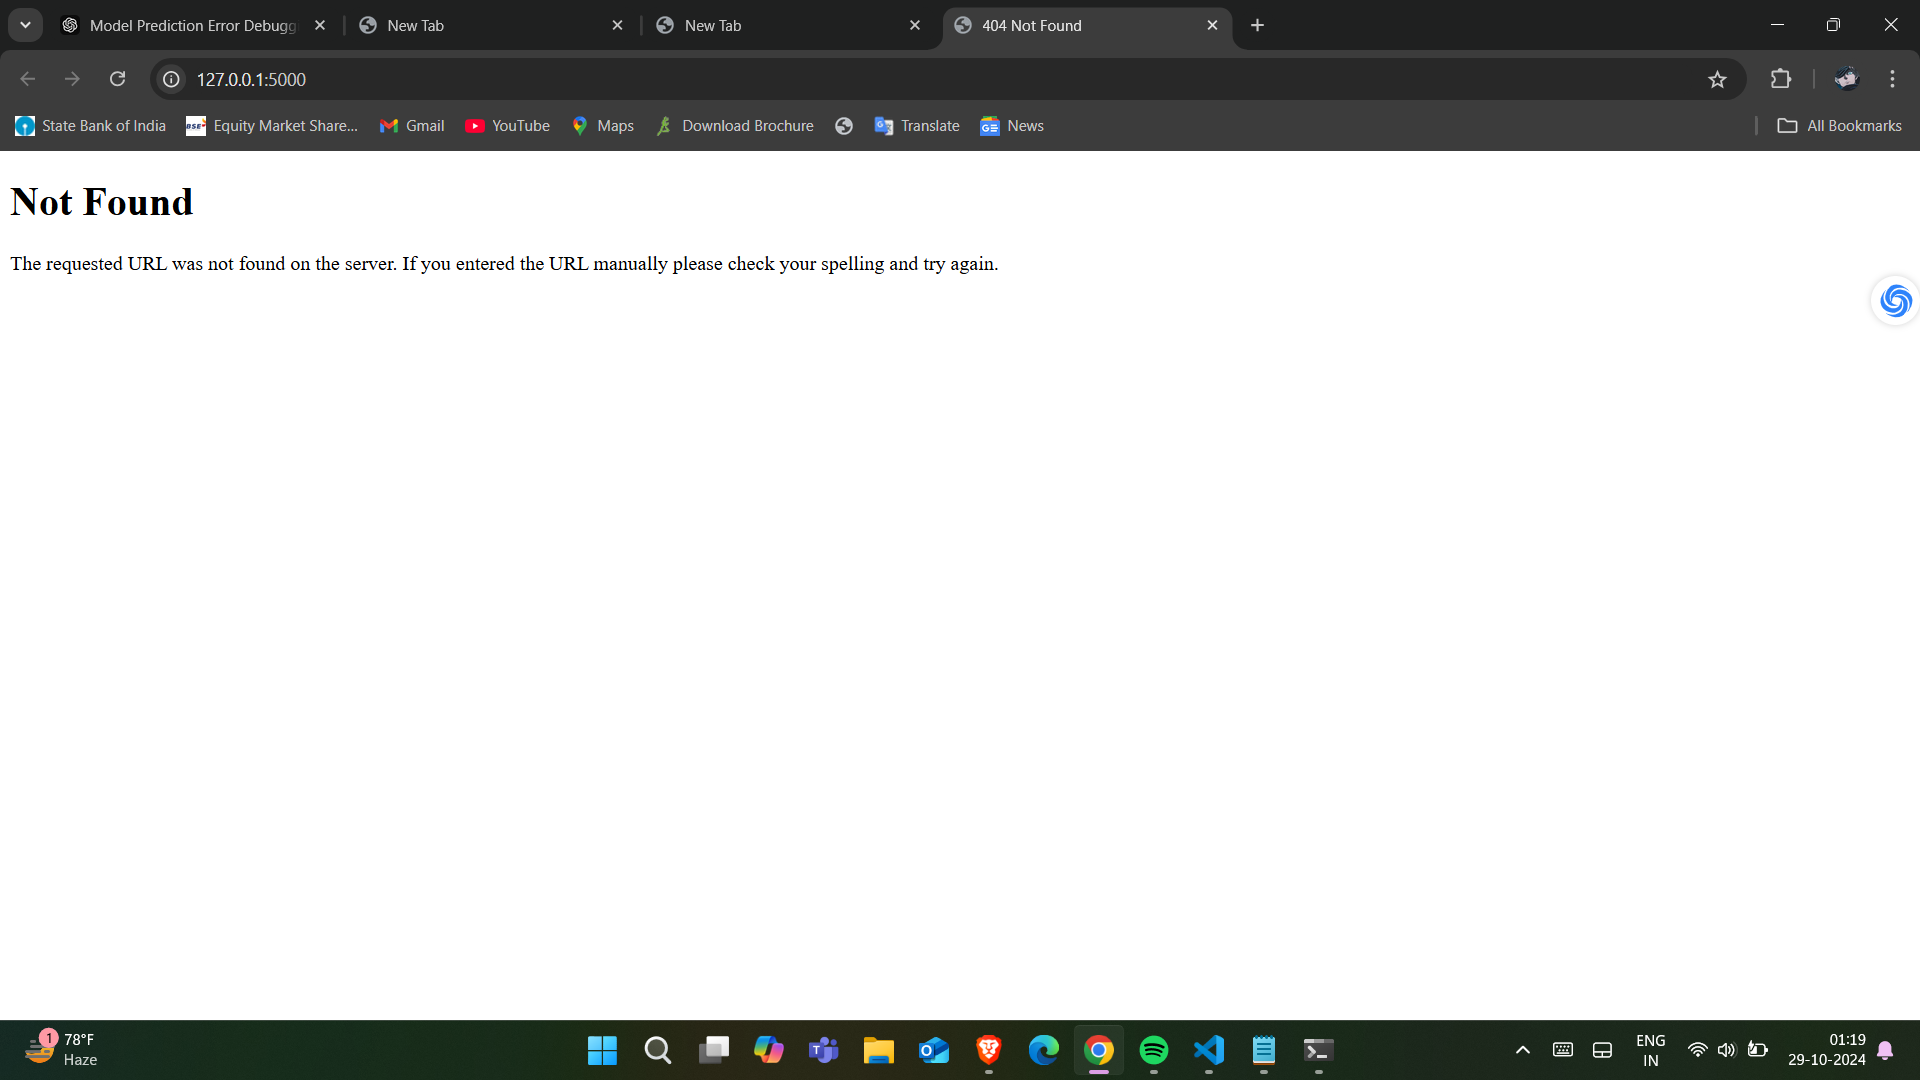 Model Prediction Error Debugg
New Tab
New Tab
404 Not Found
127.0.0.1:5000
State Bank of India
BSE
Equity Market Share...
Gmail
YouTube
Maps
Download Brochure
Translate
News
All Bookmarks
Not Found
The requested URL was not found on the server. If you entered the URL manually please check your spelling and try again.
1
78°F
Haze
ENG
IN
01:19
29-10-2024